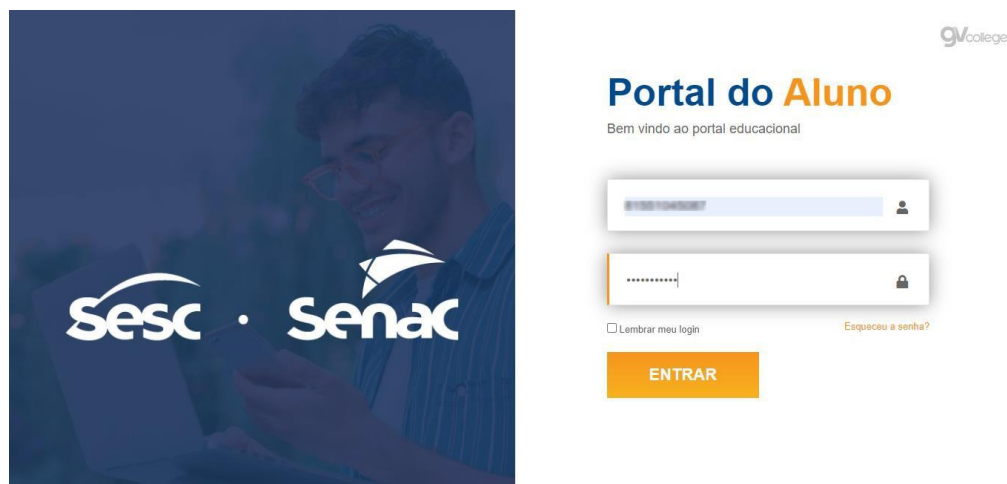 gvcollege
Portal do Aluno
Bem vindo ao portal educacional
Sesc · Senac
Lembrar meu login
Esqueceu a senha?
ENTRAR